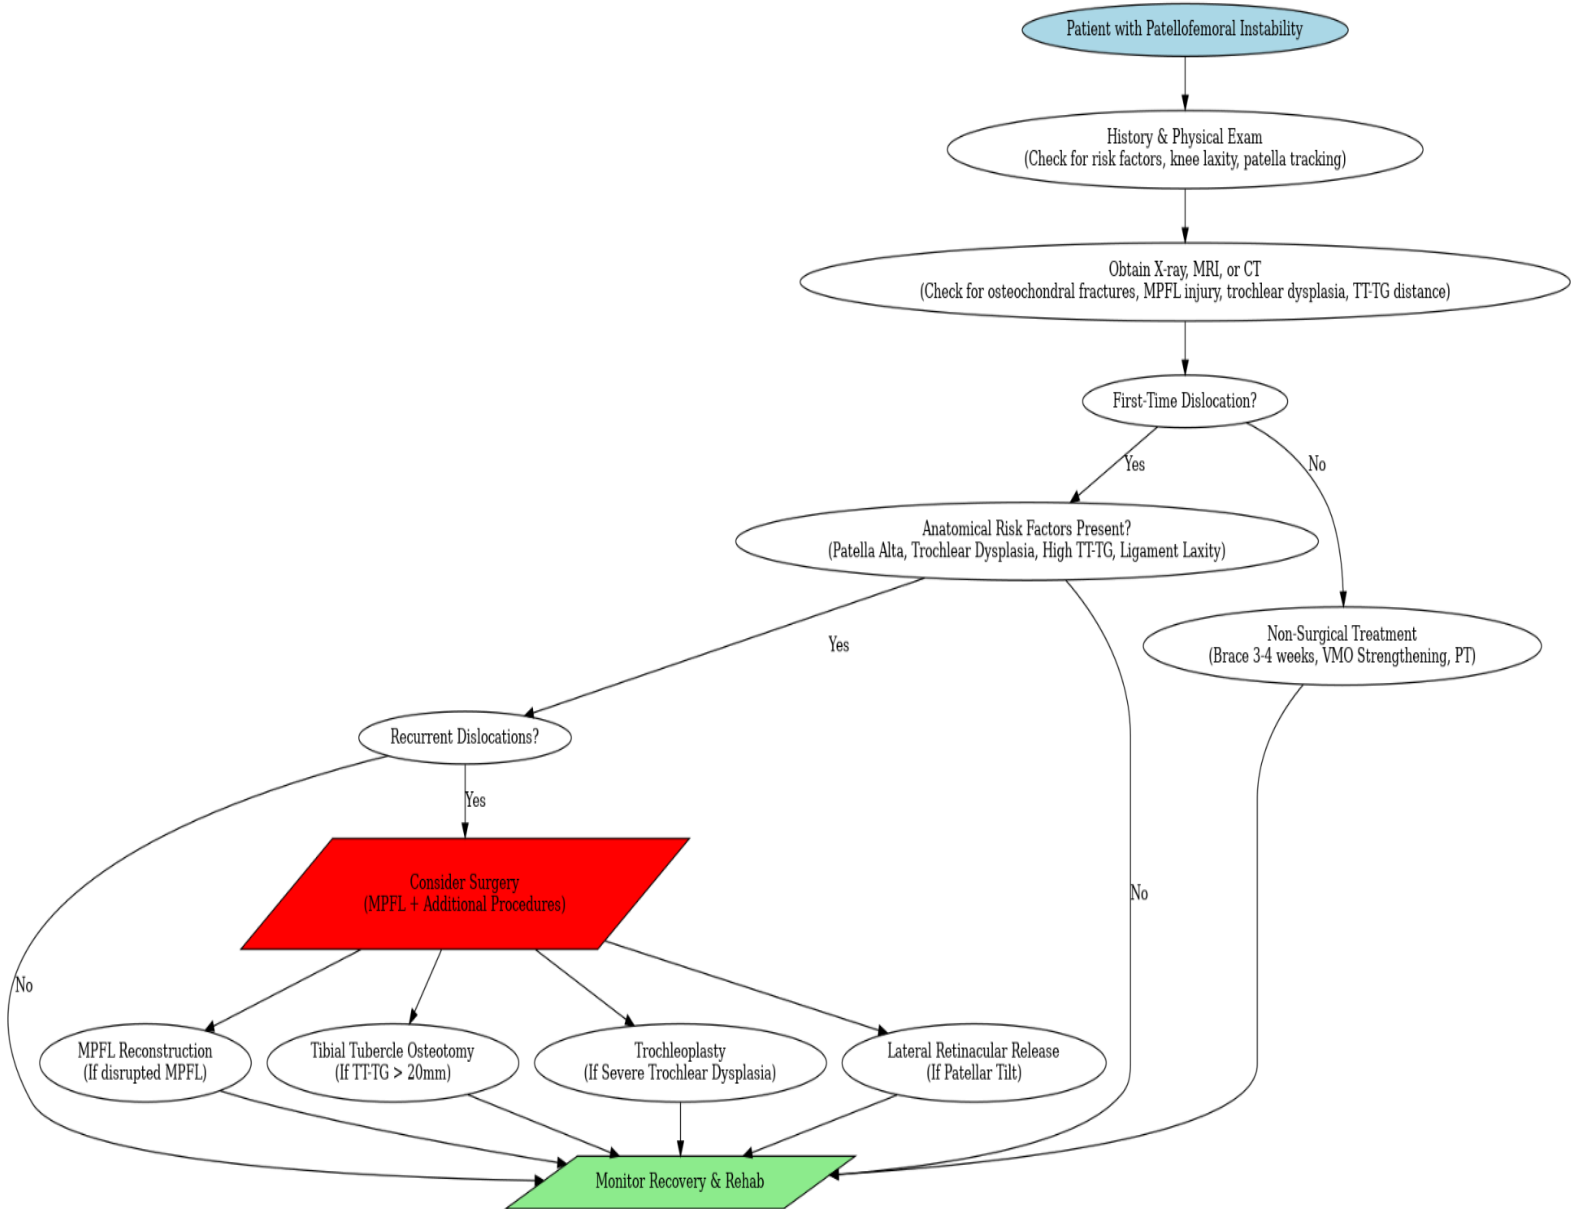 Patient with Patellofemoral Instability
History & Physical Exam
(Check for risk factors, knee laxity, patella tracking)
Obtain X-ray, MRI, or CT
(Check for osteochondral fractures, MPFL injury, trochlear dysplasia, TT-TG distance)
First-Time Dislocation?
Yes
No
Anatomical Risk Factors Present?
(Patella Alta, Trochlear Dysplasia, High TT-TG, Ligament Laxity)
Yes
No
Non-Surgical Treatment
(Brace 3-4 weeks, VMO Strengthening, PT)
Recurrent Dislocations?
Yes
No
Consider Surgery
(MPFL + Additional Procedures)
MPFL Reconstruction
(If disrupted MPFL)
Tibial Tubercle Osteotomy
(If TT-TG > 20mm)
Trochleoplasty
(If Severe Trochlear Dysplasia)
Lateral Retinacular Release
(If Patellar Tilt)
Monitor Recovery & Rehab